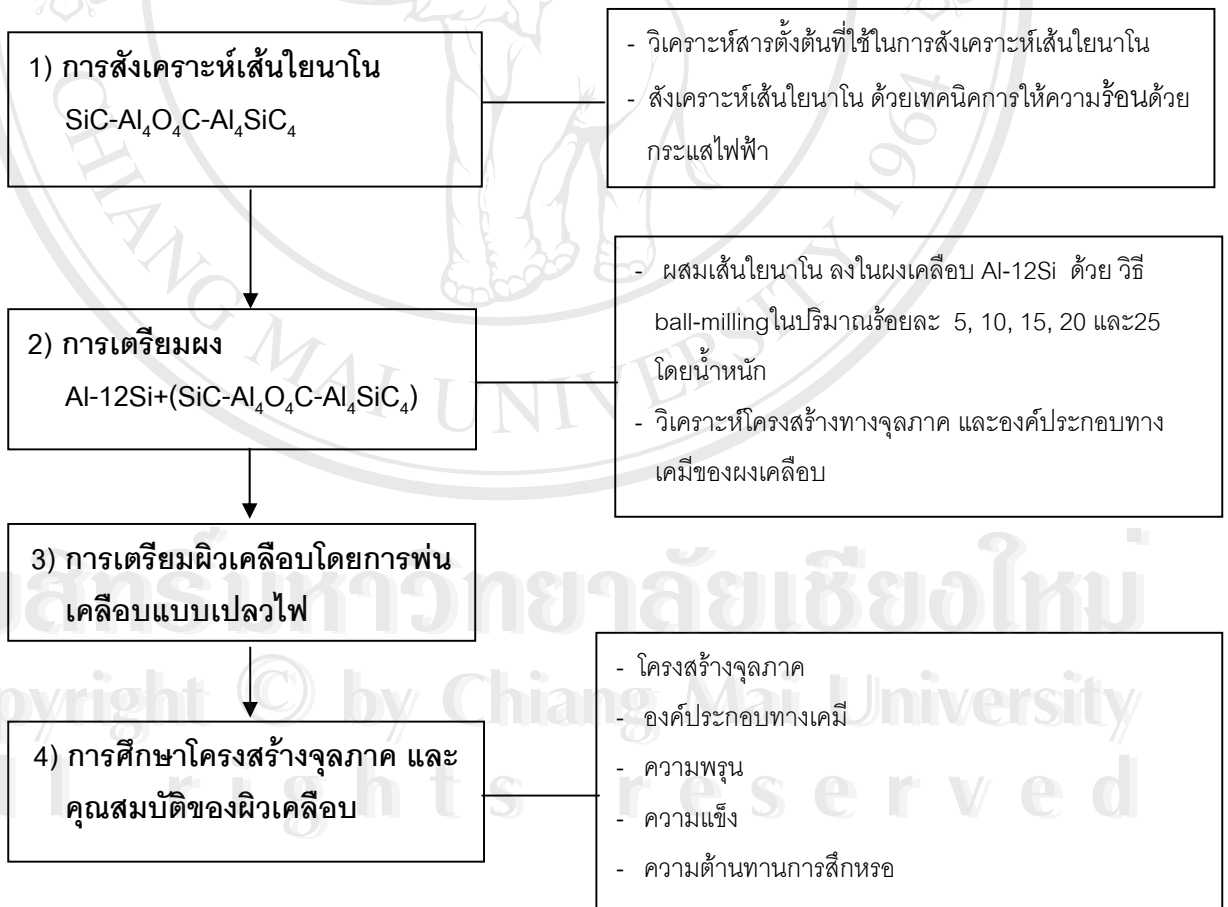 1) การสังเคราะห์เส้นใยนาโน
SiC-Al₄O₄C-Al₄SiC₄
- วิเคราะห์สารตั้งต้นที่ใช้ในการสังเคราะห์เส้นใยนาโน
- สังเคราะห์เส้นใยนาโน ด้วยเทคนิคการให้ความร้อนด้วย
กระแสไฟฟ้า
2) การเตรียมผง
Al-12Si+(SiC-Al₄O₄C-Al₄SiC₄)
- ผสมเส้นใยนาโน ลงในผงเคลือบ Al-12Si ด้วย วิธี
ball-millingในปริมาณร้อยละ 5, 10, 15, 20 และ25
โดยน้ำหนัก
- วิเคราะห์โครงสร้างทางจุลภาค และองค์ประกอบทาง
เคมีของผงเคลือบ
3) การเตรียมผิวเคลือบโดยการพ่น
เคลือบแบบเปลวไฟ
4) การศึกษาโครงสร้างจุลภาค และ
คุณสมบัติของผิวเคลือบ
- โครงสร้างจุลภาค
- องค์ประกอบทางเคมี
- ความพรุน
- ความแข็ง
- ความต้านทานการสึกหรอ
CHIANG MAI UNIVERSITY 1964
สิทธิ์มหาวิทยาลัยเชียงใหม่
pyright © by Chiang Mai University
l rights reserved